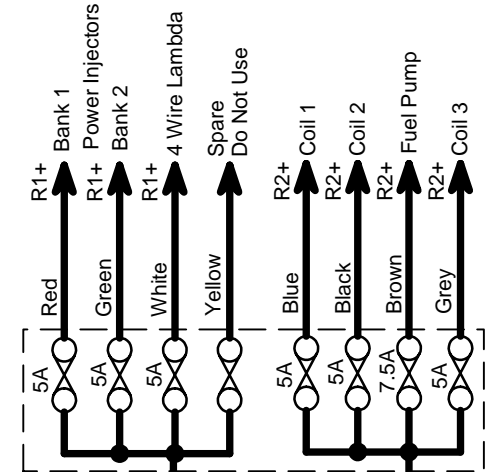 Bank 1
Power Injectors
Bank 2
4 Wire Lambda
Spare
Do Not Use
Coil 1
Coil 2
Fuel Pump
Coil 3
R1+
R1+
R1+
R2+
R2+
R2+
R2+
Red
Green
White
Yellow
Blue
Black
Brown
Grey
5A
5A
5A
5A
5A
7.5A
5A